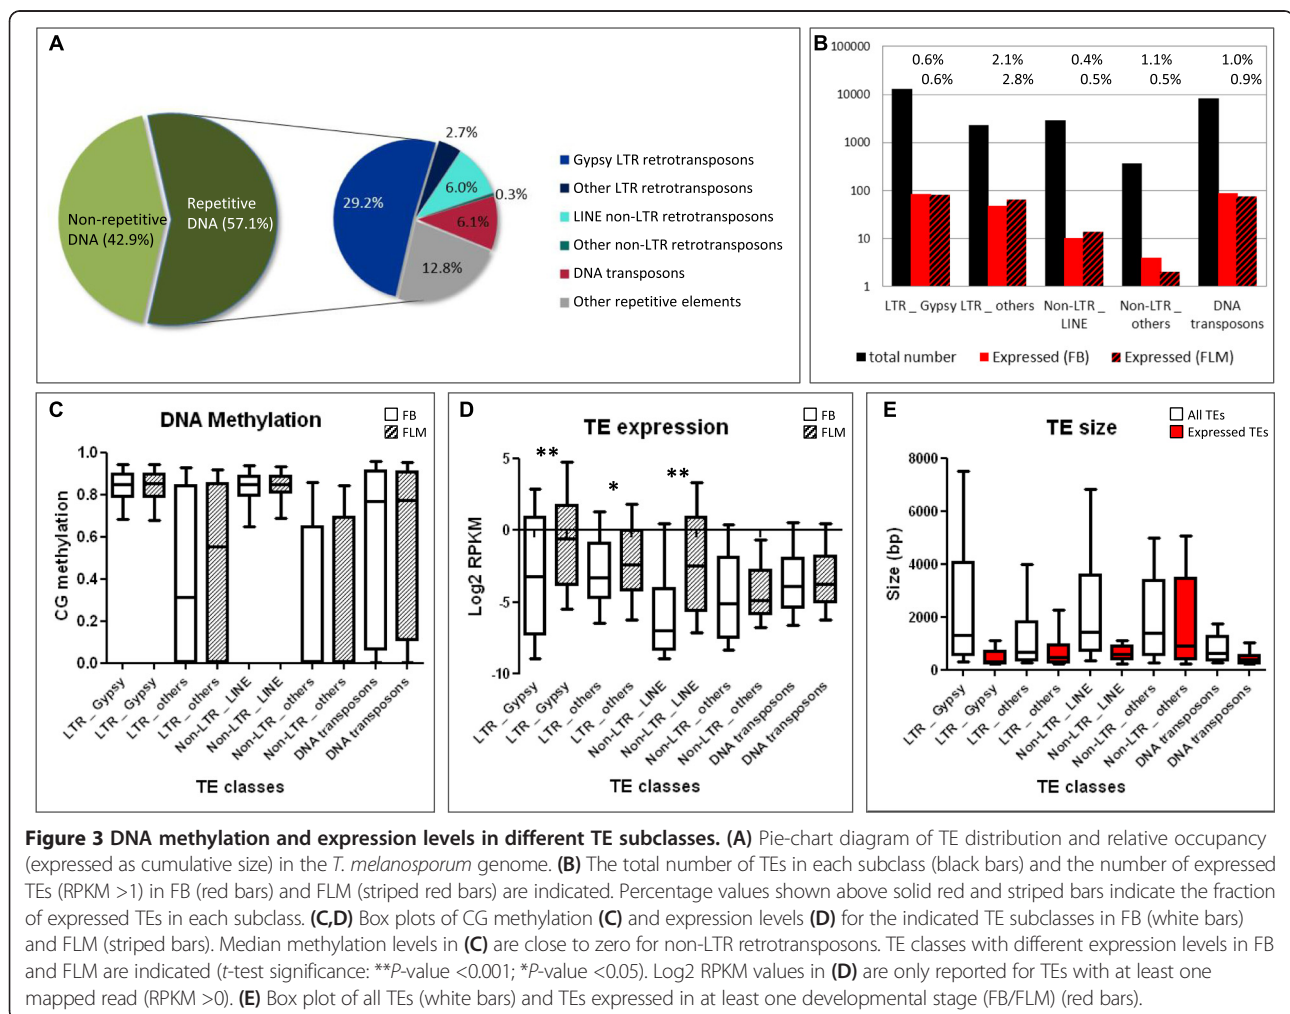 A
Non-repetitive
DNA (42.9%)
Repetitive
DNA (57.1%)
2.7%
6.0%
0.3%
6.1%
12.8%
29.2%
Gypsy LTR retrotransposons
Other LTR retrotransposons
LINE non-LTR retrotransposons
Other non-LTR retrotransposons
DNA transposons
Other repetitive elements
B
100000
10000
1000
100
10
1
0.6%
0.6%
2.1%
2.8%
0.4%
0.5%
1.1%
0.5%
1.0%
0.9%
LTR _ Gypsy
LTR _ others
Non-LTR _
LINE
Non-LTR _
others
DNA
transposons
total number
Expressed (FB)
Expressed (FLM)
C
DNA Methylation
FB
FLM
CG methylation
1.0
0.8
0.6
0.4
0.2
0.0
LTR _ Gypsy
LTR _ Gypsy
LTR _ others
LTR _ others
Non-LTR _ LINE
Non-LTR _ LINE
Non-LTR _ others
Non-LTR _ others
DNA transposons
DNA transposons
TE classes
D
TE expression
FB
FLM
Log2 RPKM
5
0
-5
-10
**
*
**
LTR _ Gypsy
LTR _ Gypsy
LTR _ others
LTR _ others
Non-LTR _ LINE
Non-LTR _ LINE
Non-LTR _ others
Non-LTR _ others
DNA transposons
DNA transposons
TE classes
E
TE size
All TEs
Expressed TEs
Size (bp)
8000
6000
4000
2000
0
LTR _ Gypsy
LTR _ Gypsy
LTR _ others
LTR _ others
Non-LTR _ LINE
Non-LTR _ LINE
Non-LTR _ others
Non-LTR _ others
DNA transposons
DNA transposons
TE classes
Figure 3 DNA methylation and expression levels in different TE subclasses. (A) Pie-chart diagram of TE distribution and relative occupancy
(expressed as cumulative size) in the T. melanosporum genome. (B) The total number of TEs in each subclass (black bars) and the number of expressed
TEs (RPKM >1) in FB (red bars) and FLM (striped red bars) are indicated. Percentage values shown above solid red and striped bars indicate the fraction
of expressed TEs in each subclass. (C,D) Box plots of CG methylation (C) and expression levels (D) for the indicated TE subclasses in FB (white bars)
and FLM (striped bars). Median methylation levels in (C) are close to zero for non-LTR retrotransposons. TE classes with different expression levels in FB
and FLM are indicated (t-test significance: **P-value <0.001; *P-value <0.05). Log2 RPKM values in (D) are only reported for TEs with at least one
mapped read (RPKM >0). (E) Box plot of all TEs (white bars) and TEs expressed in at least one developmental stage (FB/FLM) (red bars).